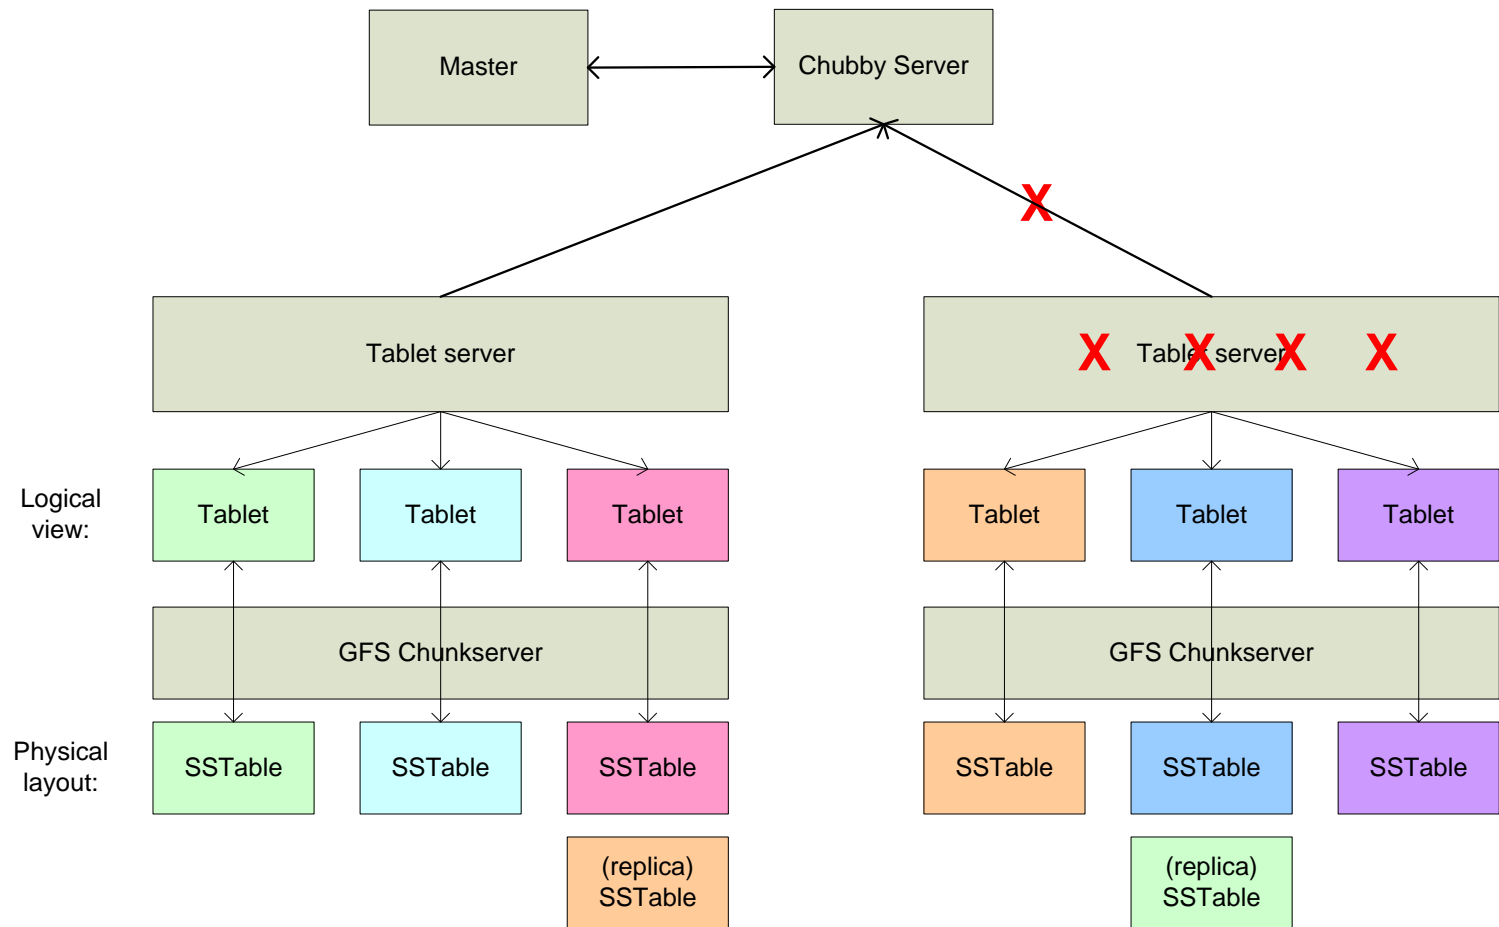 Master
Chubby Server
X
Tablet server
X X Tablet server X X
Logical
view:
Tablet
Tablet
Tablet
Tablet
Tablet
Tablet
GFS Chunkserver
GFS Chunkserver
Physical
layout:
SSTable
SSTable
SSTable
SSTable
SSTable
SSTable
(replica)
SSTable
(replica)
SSTable